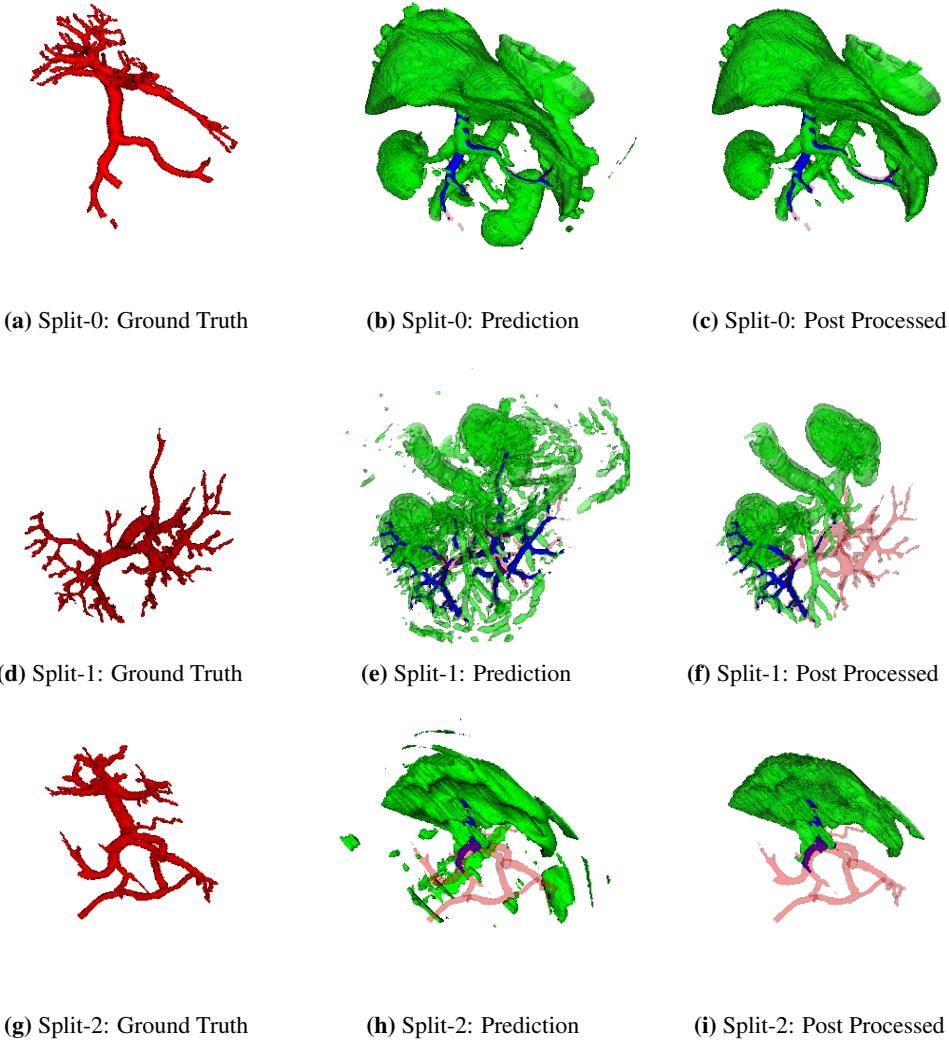 (a) Split-0: Ground Truth
(b) Split-0: Prediction
(c) Split-0: Post Processed
(d) Split-1: Ground Truth
(e) Split-1: Prediction
(f) Split-1: Post Processed
(g) Split-2: Ground Truth
(h) Split-2: Prediction
(i) Split-2: Post Processed